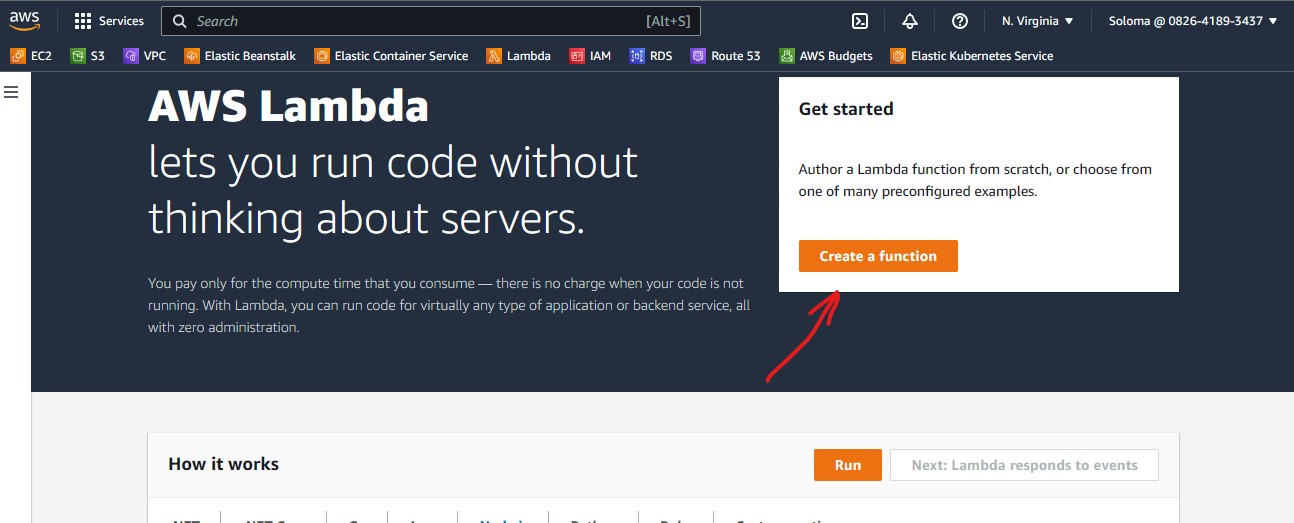 aws
Services
Search
[Alt+S]
N. Virginia
Soloma @ 0826-4189-3437
EC2 S3 VPC Elastic Beanstalk Elastic Container Service Lambda IAM RDS Route 53 AWS Budgets Elastic Kubernetes Service
AWS Lambda
lets you run code without
thinking about servers.
You pay only for the compute time that you consume — there is no charge when your code is not
running. With Lambda, you can run code for virtually any type of application or backend service, all
with zero administration.
Get started
Author a Lambda function from scratch, or choose from
one of many preconfigured examples.
Create a function
How it works
Run
Next: Lambda responds to events